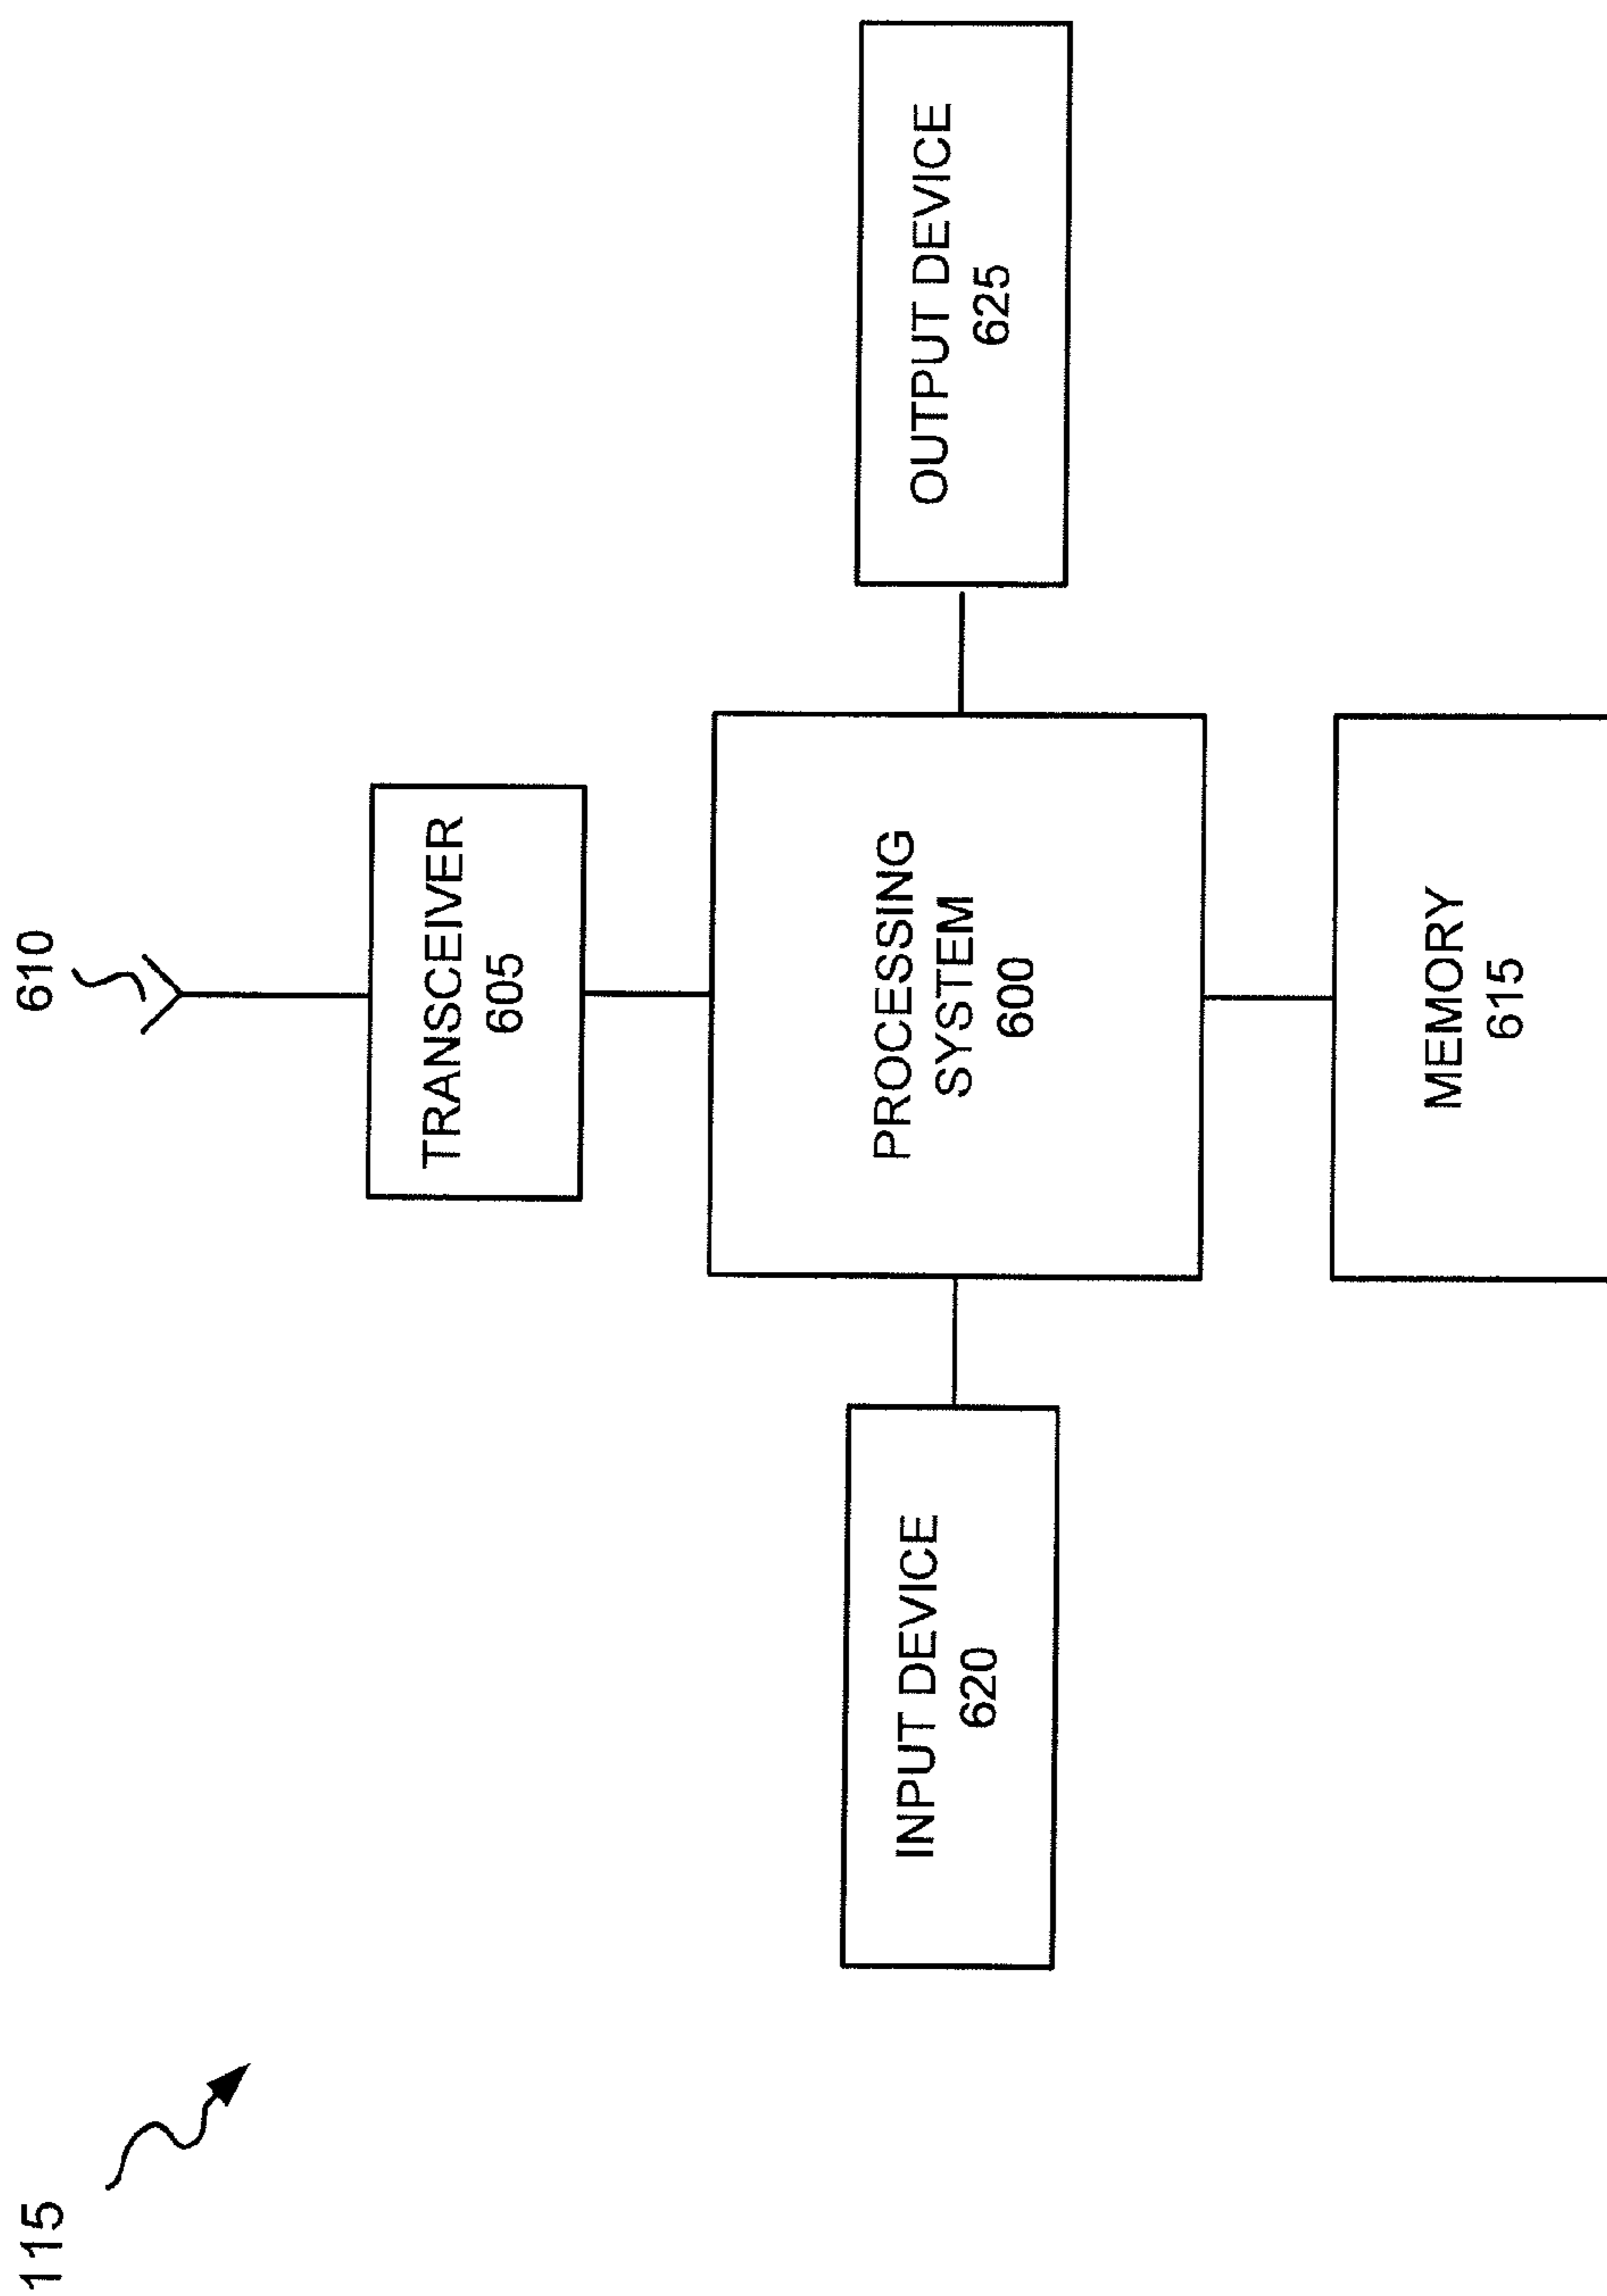 115
610
TRANSCEIVER
605
INPUT DEVICE
620
PROCESSING
SYSTEM
600
OUTPUT DEVICE
625
MEMORY
615